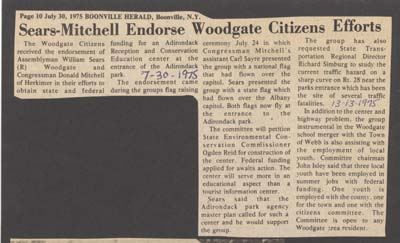 Page 10 July 30, 1975 BOONVILLE HERALD, Boonville, N.Y.
Sears-Mitchell Endorse Woodgate Citizens Efforts
The Woodgate Citizens
received the endorsement of
Assemblyman William Sears
(R) Woodgate and
Congressman Donald Mitchell
of Herkimer in their efforts to
obtain state and federal
funding for an Adirondack
Reception and Conservation
Education center at the
entrance of the Adirondack
park.
7-30-1975
The endorsement came
during the groups flag raising
ceremony July 24 in which
Congressman Mitchell's
assistant Carl Sayre presented
the group with a national flag
that had flown over the
capitol. Sears presented the
group with a state flag which
had flown over the Albany
capitol. Both flags now fly at
the entrance to the
Adirondack park.
The committee will petition
State Environmental
Conservation Commissioner
Ogden Reid for construction of
the center. Federal funding
applied for awaits action. The
center will serve more in an
educational aspect than a
tourist information center.
Sears said that the
Adirondack park agency
master plan called for such a
center and he would support
the group.
The group has also
requested State Transportation
Regional Director
Richard Simburg to study the
current traffic hazard on a
sharp curve on Rt. 28 near the
parks entrance which has been
the site of several traffic
fatalities.
13-13-1975
In addition to the center and
highway problem, the group
instrumental in the Woodgate
school merger with the Town
of Webb is also assisting with
the employment of local
youth. Committee chairman
John Isley said that three local
youth have been employed in
summer jobs with federal
funding. One youth is
employed with the county, one
for the town and one with the
citizens committee. The
Committee is open to any
Woodgate area resident.